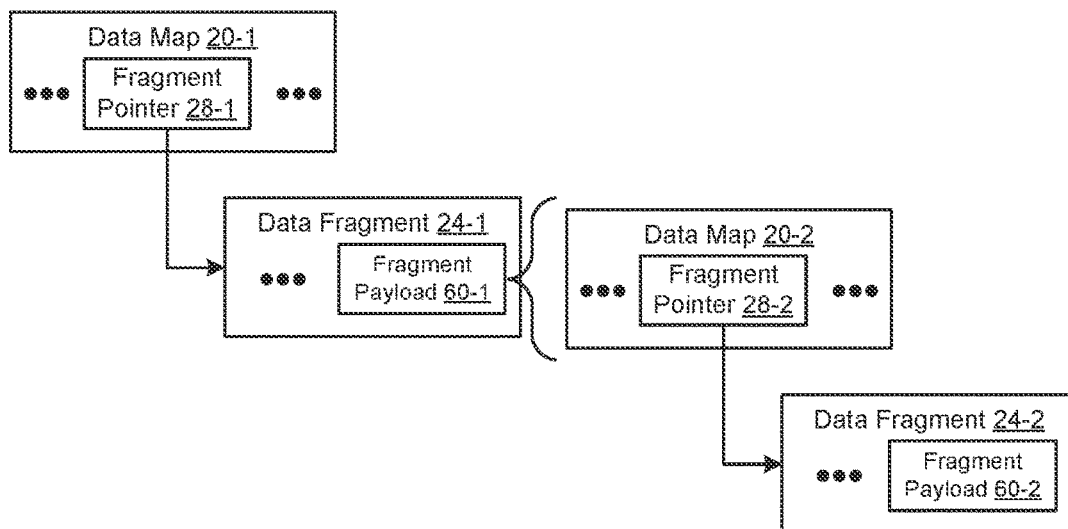 Data Map 20-1
Fragment
Pointer 28-1
Data Fragment 24-1
Fragment
Payload 60-1
Data Map 20-2
Fragment
Pointer 28-2
Data Fragment 24-2
Fragment
Payload 60-2